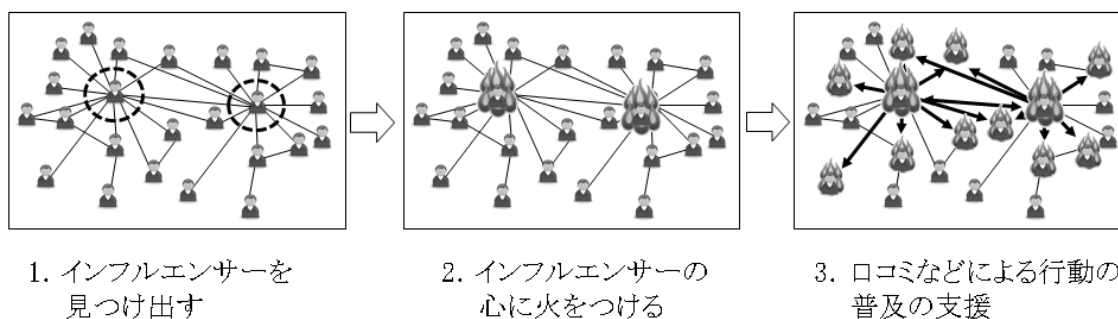 1. インフルエンサーを
見つけ出す
2. インフルエンサーの
心に火をつける
3. 口コミなどによる行動の
普及の支援